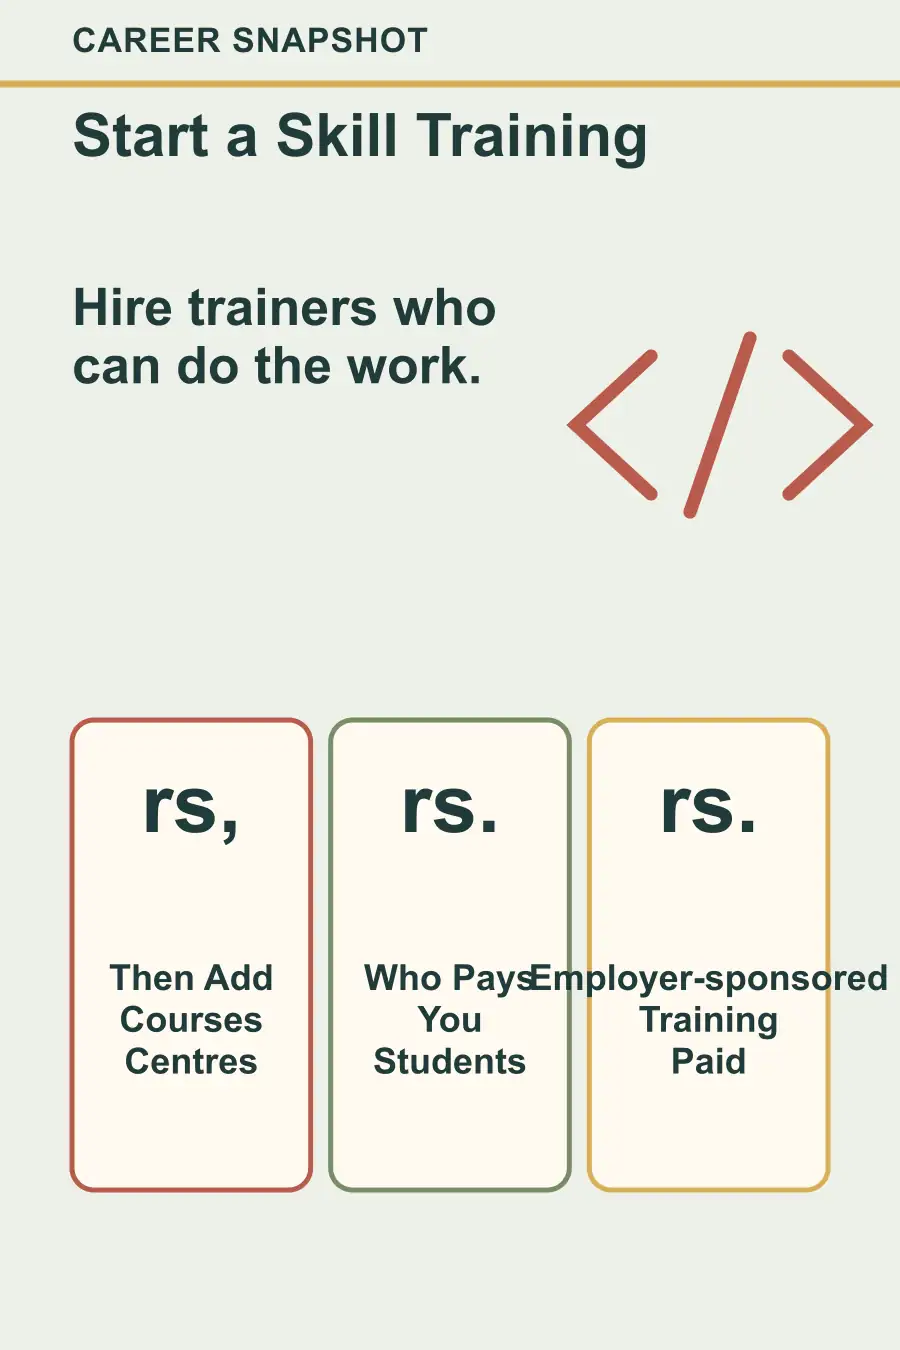 CAREER SNAPSHOT
Start a Skill Training
Hire trainers who
can do the work.
rs,
Then Add
Courses
Centres
rs.
Who Pays
You
Students
rs.
Employer-sponsored
Training
Paid